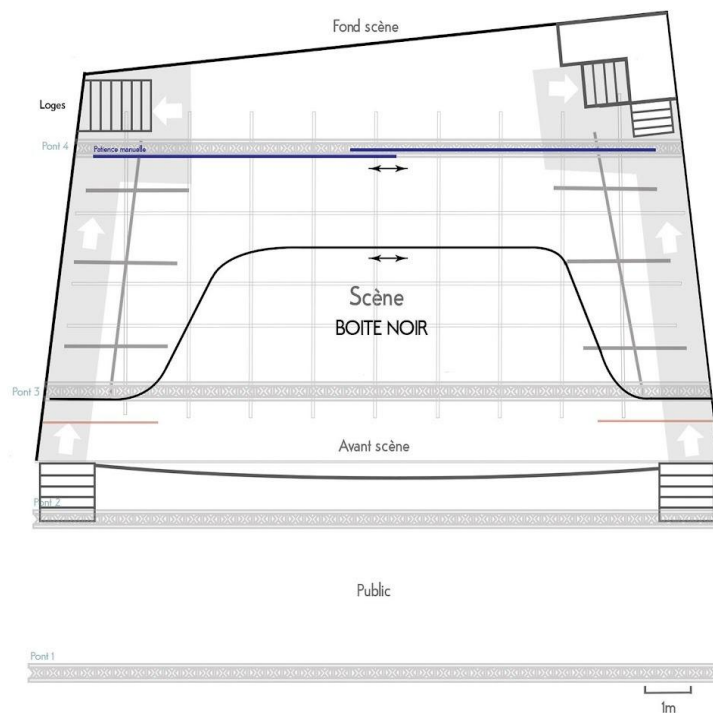 Fond scène
Loges
Pont 4
Patience manuelle
Scène
BOITE NOIR
Pont 3
Avant scène
Pont 2
Public
Pont 1
1m